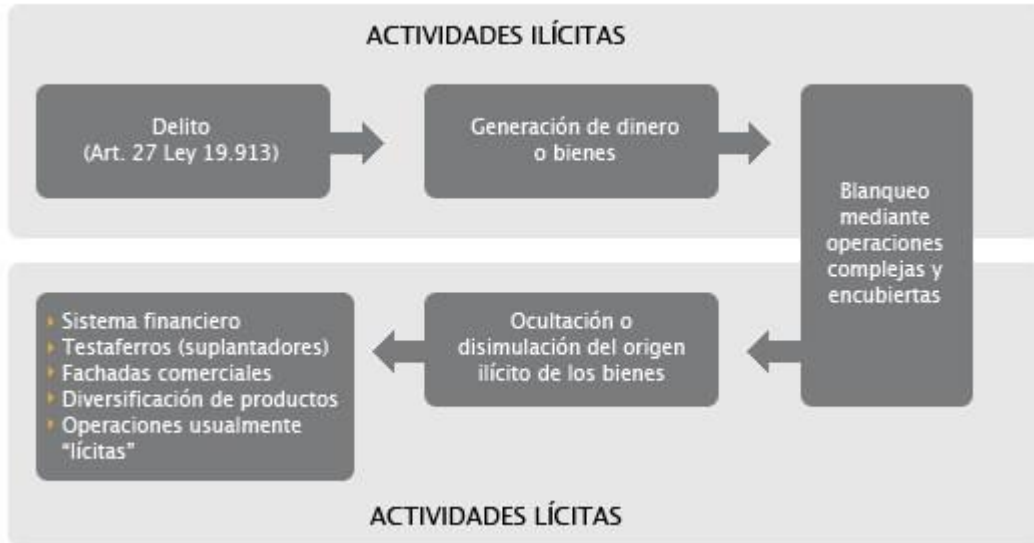 ACTIVIDADES ILÍCITAS
Delito
(Art. 27 Ley 19.913)
Generación de dinero
o bienes
Blanqueo
mediante
operaciones
complejas y
encubiertas
Ocultación o
disimulación del origen
ilícito de los bienes
Sistema financiero
Testaferros (suplantadores)
Fachadas comerciales
Diversificación de productos
Operaciones usualmente
“lícitas”
ACTIVIDADES LÍCITAS